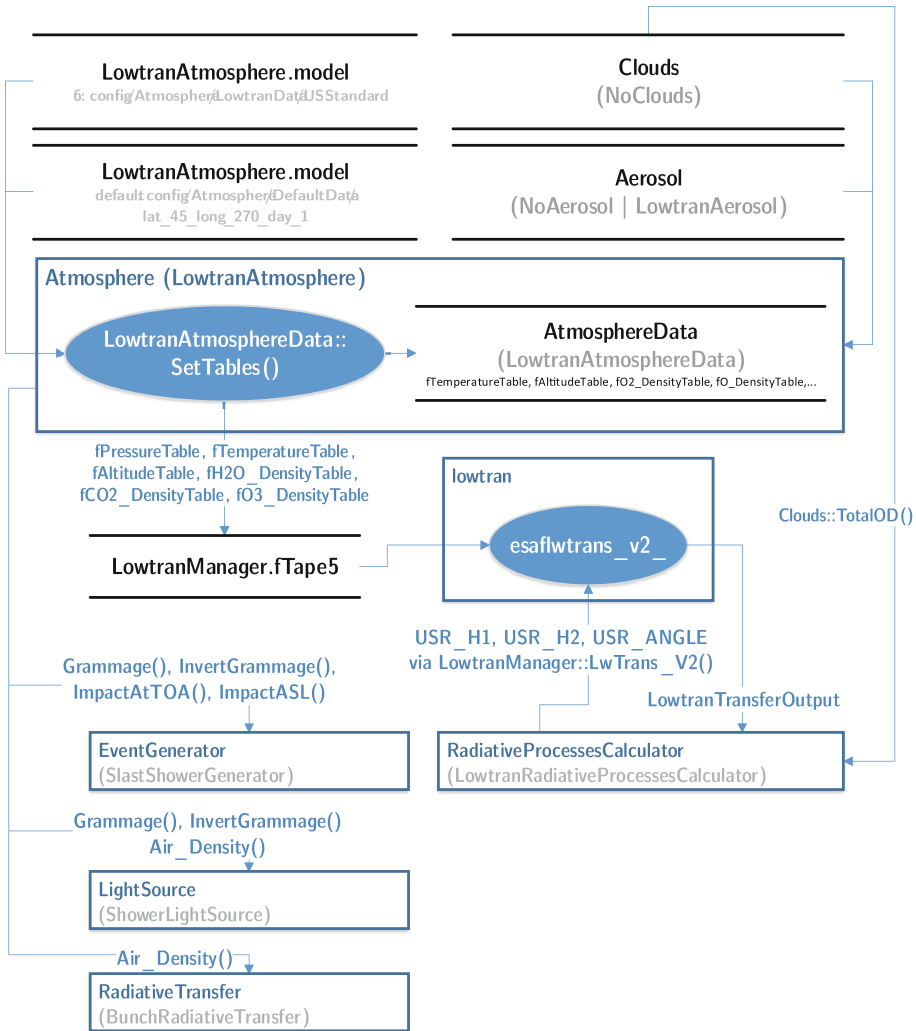 LowtranAtmosphere.model
6: config/Atmosphere/LowtranData/USStandard
Clouds
(NoClouds)
LowtranAtmosphere.model
default config/Atmosphere/DefaultData/
lat_45_long_270_day_1
Aerosol
(NoAerosol | LowtranAerosol)
Atmosphere (LowtranAtmosphere)
LowtranAtmosphereData::
SetTables()
AtmosphereData
(LowtranAtmosphereData)
fTemperatureTable, fAltitudeTable, fO2_DensityTable, fO_DensityTable,...
fPressureTable, fTemperatureTable,
fAltitudeTable, fH2O_DensityTable,
fCO2_DensityTable, fO3_DensityTable
lowtran
Clouds::TotalOD()
esaflwtrans_v2_
LowtranManager.fTape5
USR_H1, USR_H2, USR_ANGLE
via LowtranManager::LwTrans_V2()
Grammage(), InvertGrammage(),
ImpactAtTOA(), ImpactASL()
LowtranTransferOutput
EventGenerator
(SlastShowerGenerator)
RadiativeProcessesCalculator
(LowtranRadiativeProcessesCalculator)
Grammage(), InvertGrammage()
Air_Density()
LightSource
(ShowerLightSource)
Air_Density()
RadiativeTransfer
(BunchRadiativeTransfer)